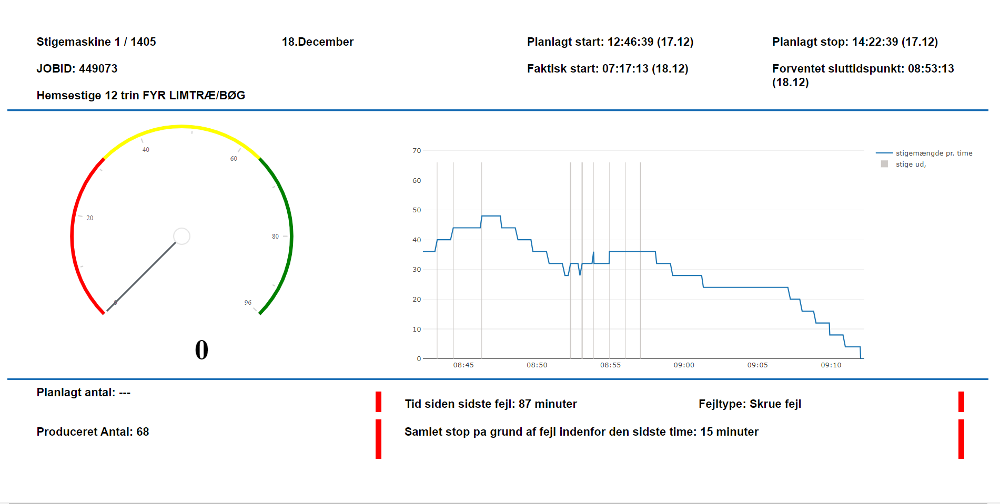 Stigemaskine 1 / 1405
18.December
Planlagt start: 12:46:39 (17.12)
Planlagt stop: 14:22:39 (17.12)
JOBID: 449073
Faktisk start: 07:17:13 (18.12)
Forventet sluttidspunkt: 08:53:13
(18.12)
Hemsestige 12 trin FYR LIMTRÆ/BØG
0
20
40
60
80
96
0
70
60
50
40
30
20
10
0
08:45
08:50
08:55
09:00
09:05
09:10
stigemængde pr. time
stige ud,
Planlagt antal: ---
Tid siden sidste fejl: 87 minuter
Fejltype: Skrue fejl
Produceret Antal: 68
Samlet stop pa grund af fejl indenfor den sidste time: 15 minuter